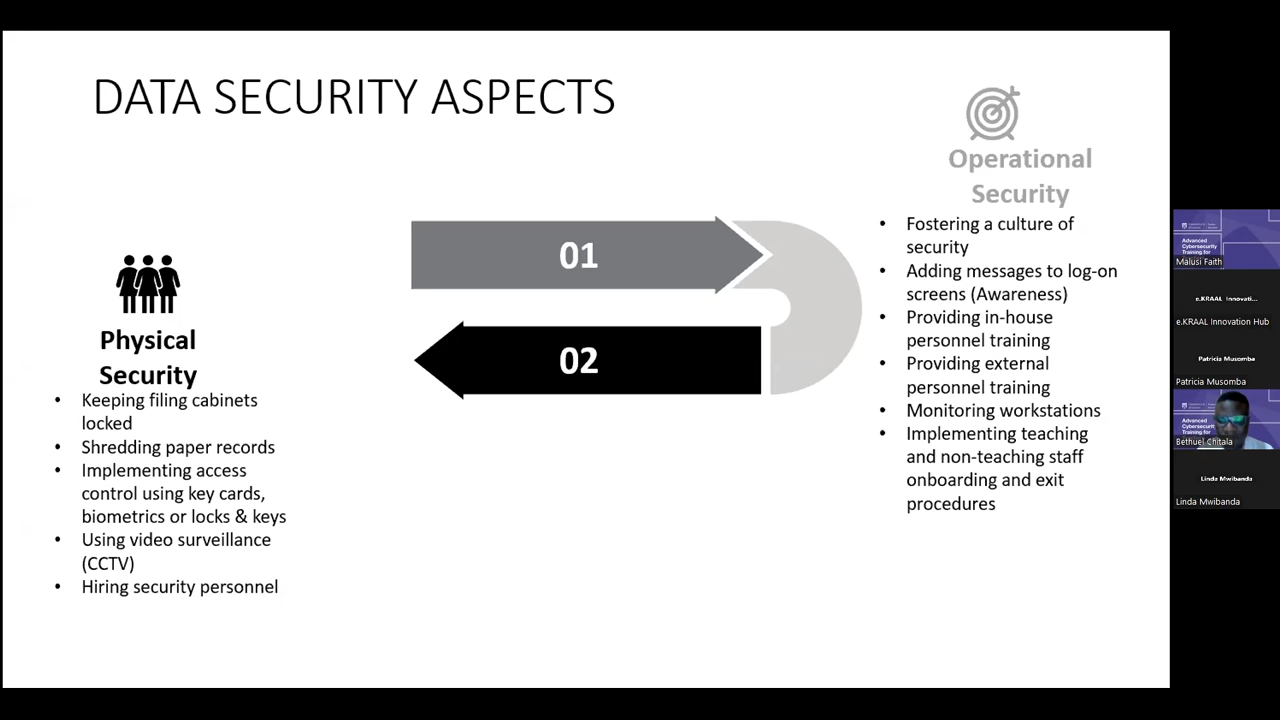 DATA SECURITY ASPECTS
Operational
Security
• Fostering a culture of
security
• Adding messages to log-on
screens (Awareness)
• Providing in-house
personnel training
• Providing external
personnel training
• Monitoring workstations
• Implementing teaching
and non-teaching staff
onboarding and exit
procedures
01
02
Physical
Security
• Keeping filing cabinets
locked
• Shredding paper records
• Implementing access
control using key cards,
biometrics or locks & keys
• Using video surveillance
(CCTV)
• Hiring security personnel
Advanced
Cybersecurity
Training for
Malusi Faith
e.KRAAL Innovati...
e.KRAAL Innovation Hub
Patricia Musomba
Patricia Musomba
Advanced
Cybersecurity
Training for
Bethuel Chitala
Linda Mwibanda
Linda Mwibanda